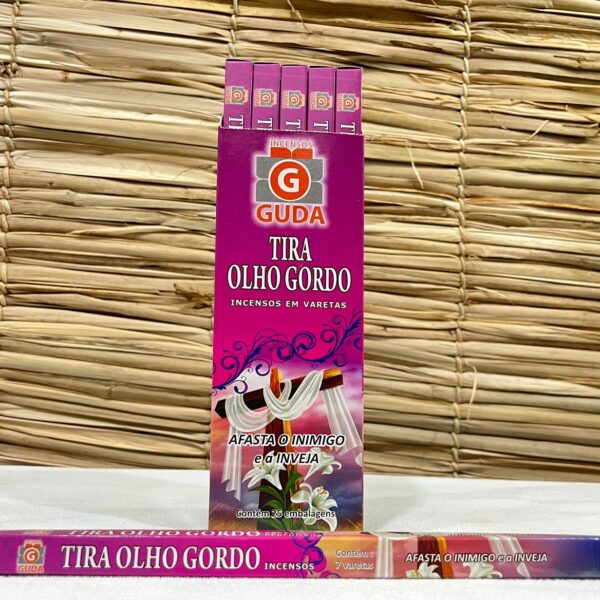 INCENSOS
G
GUDA
TIRA
OLHO GORDO
INCENSOS EM VARETAS
AFASTA O INIMIGO
e a INVEJA
Contém 25 embalagens
G
GUDA
TIRA OLHO GORDO
INCENSOS
Contém:
7 varetas
AFASTA O INIMIGO e a INVEJA